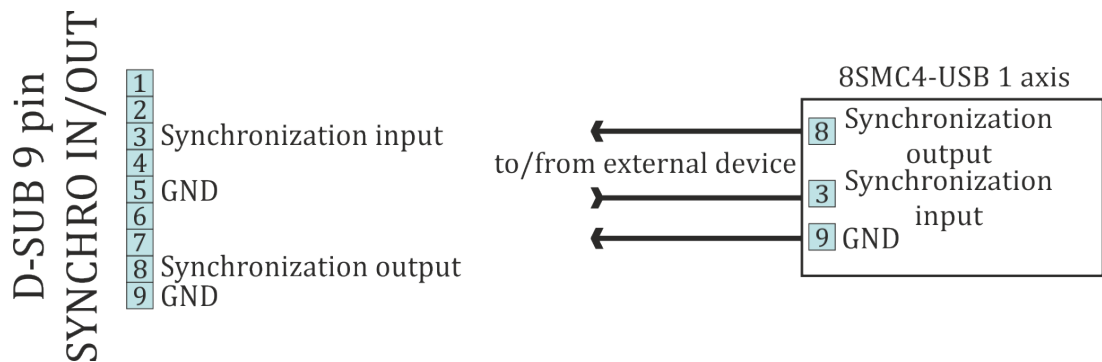 D-SUB 9 pin
SYNCHRO IN/OUT
1
2
3 Synchronization input
4
5 GND
6
7
8 Synchronization output
9 GND
8SMC4-USB 1 axis
8 Synchronization
output
to/from external device
3 Synchronization
input
9 GND